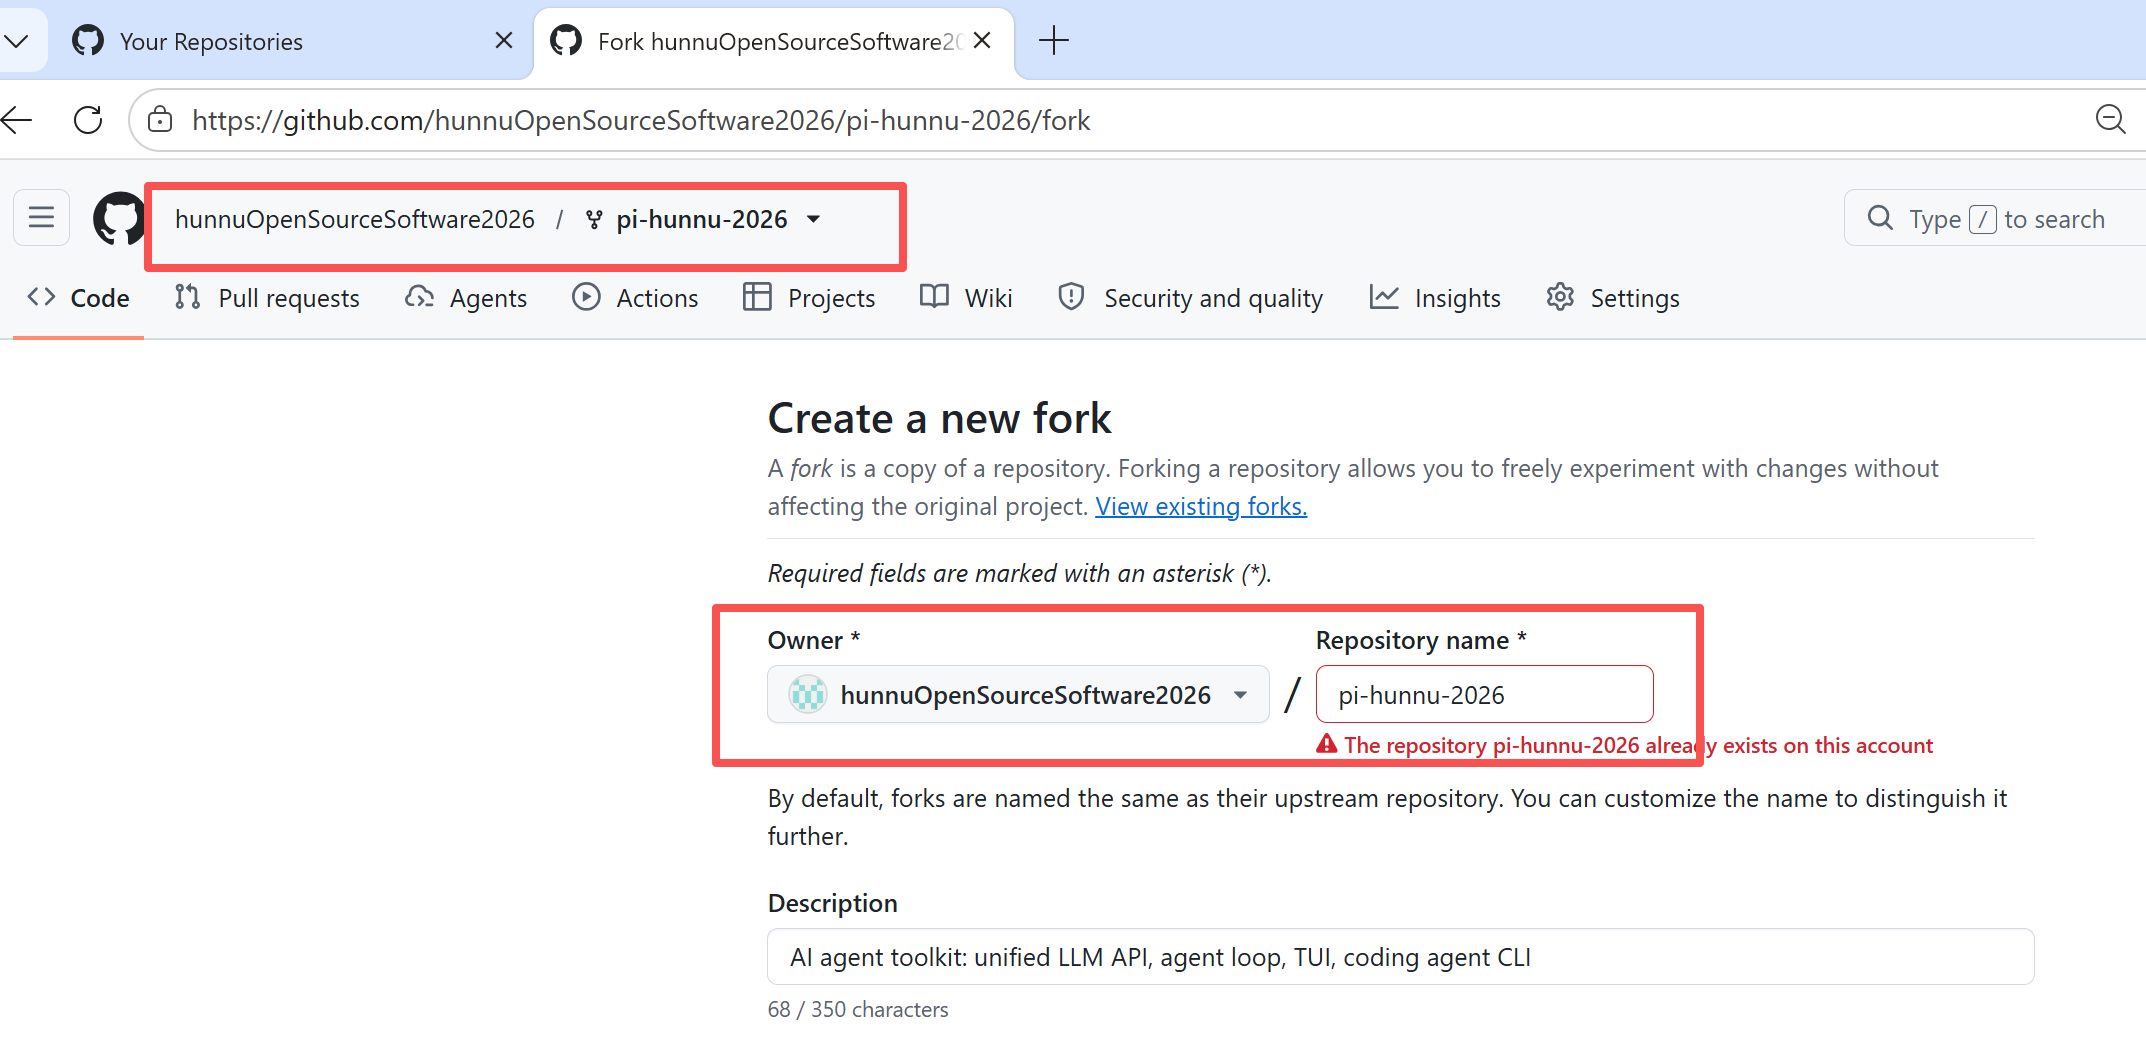 Your Repositories
Fork hunnuOpenSourceSoftware20
https://github.com/hunnuOpenSourceSoftware2026/pi-hunnu-2026/fork
hunnuOpenSourceSoftware2026 / pi-hunnu-2026
Type / to search
Code Pull requests Agents Actions Projects Wiki Security and quality Insights Settings
Create a new fork
A fork is a copy of a repository. Forking a repository allows you to freely experiment with changes without
affecting the original project. View existing forks.
Required fields are marked with an asterisk (*).
Owner * Repository name *
hunnuOpenSourceSoftware2026 / pi-hunnu-2026
The repository pi-hunnu-2026 already exists on this account
By default, forks are named the same as their upstream repository. You can customize the name to distinguish it
further.
Description
AI agent toolkit: unified LLM API, agent loop, TUI, coding agent CLI
68 / 350 characters